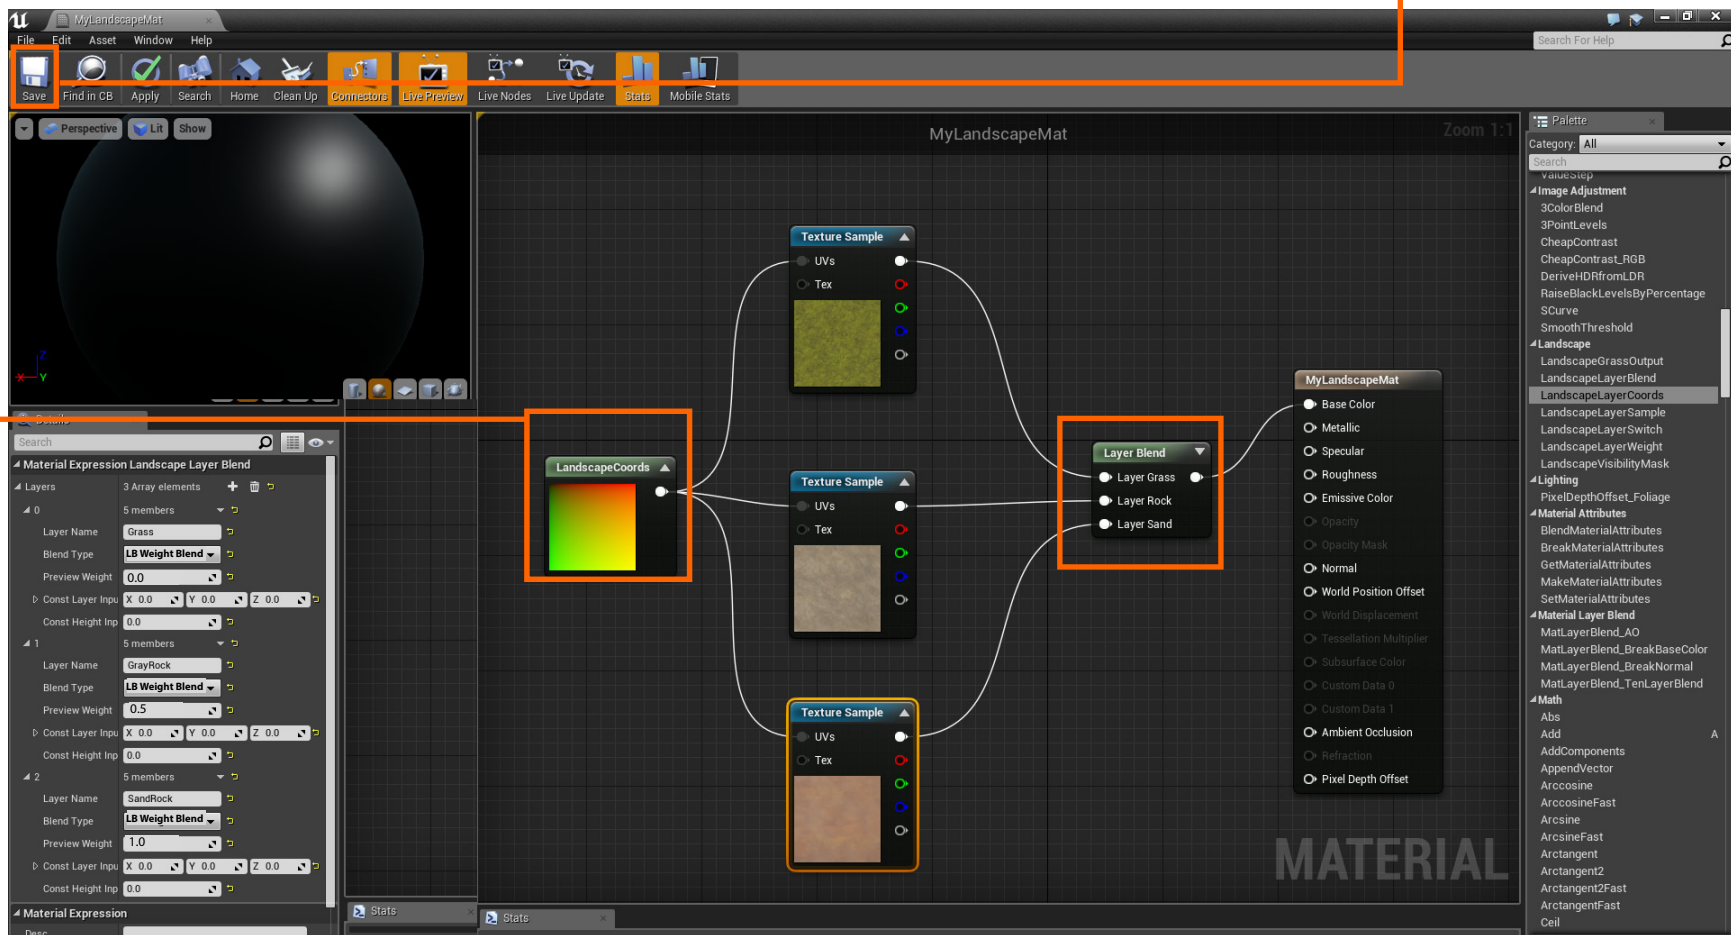 MyLandscapeMat
File Edit Asset Window Help
Search For Help
Save Find in CB Apply Search Home Clean Up Connectors Live Preview Live Nodes Live Update Stats Mobile Stats
Perspective Lit Show
Z
X Y
Details
Search
Material Expression Landscape Layer Blend
Layers 3 Array elements
0 5 members
Layer Name Grass
Blend Type LB Weight Blend
Preview Weight 0.0
Const Layer Inpu X 0.0 Y 0.0 Z 0.0
Const Height Inp 0.0
1 5 members
Layer Name GrayRock
Blend Type LB Weight Blend
Preview Weight 0.5
Const Layer Inpu X 0.0 Y 0.0 Z 0.0
Const Height Inp 0.0
2 5 members
Layer Name SandRock
Blend Type LB Weight Blend
Preview Weight 1.0
Const Layer Inpu X 0.0 Y 0.0 Z 0.0
Const Height Inp 0.0
Material Expression
Desc
Stats
Stats
MyLandscapeMat
Zoom 1:1
LandscapeCoords
Texture Sample
UVs
Tex
Texture Sample
UVs
Tex
Texture Sample
UVs
Tex
Layer Blend
Layer Grass
Layer Rock
Layer Sand
MyLandscapeMat
Base Color
Metallic
Specular
Roughness
Emissive Color
Opacity
Opacity Mask
Normal
World Position Offset
World Displacement
Tessellation Multiplier
Subsurface Color
Custom Data 0
Custom Data 1
Ambient Occlusion
Refraction
Pixel Depth Offset
MATERIAL
Palette
Category: All
Search
ValueStep
Image Adjustment
3ColorBlend
3PointLevels
CheapContrast
CheapContrast_RGB
DeriveHDRfromLDR
RaiseBlackLevelsByPercentage
SCurve
SmoothThreshold
Landscape
LandscapeGrassOutput
LandscapeLayerBlend
LandscapeLayerCoords
LandscapeLayerSample
LandscapeLayerSwitch
LandscapeLayerWeight
LandscapeVisibilityMask
Lighting
PixelDepthOffset_Foliage
Material Attributes
BlendMaterialAttributes
BreakMaterialAttributes
GetMaterialAttributes
MakeMaterialAttributes
SetMaterialAttributes
Material Layer Blend
MatLayerBlend_AO
MatLayerBlend_BreakBaseColor
MatLayerBlend_BreakNormal
MatLayerBlend_TenLayerBlend
Math
Abs
Add A
AddComponents
AppendVector
Arccosine
ArccosineFast
Arcsine
ArcsineFast
Arctangent
Arctangent2
Arctangent2Fast
ArctangentFast
Ceil